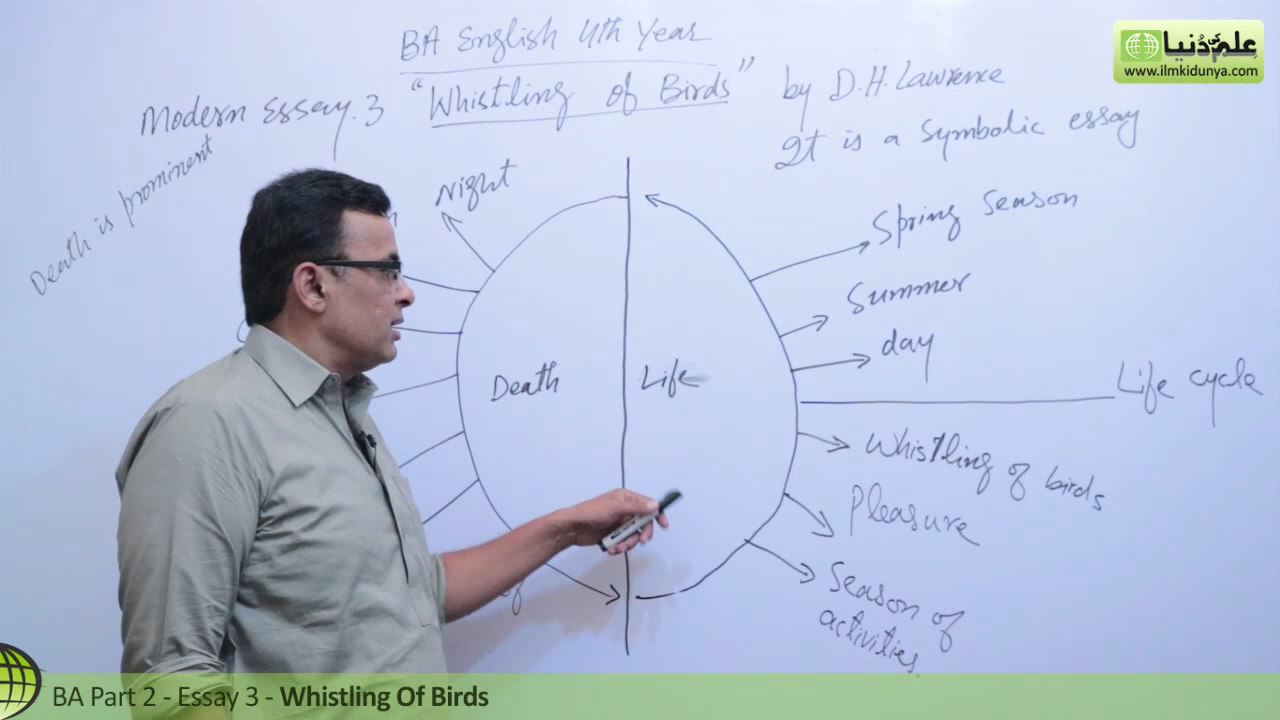 BA English 4th Year
علم کی دنیا
www.ilmkidunya.com
Modern Essay.3 "Whistling of Birds" by D.H.Lawrence
It is a symbolic essay
Death is prominent
Night
Spring season
Summer
day
Death
Life
Life cycle
Whistling of birds
Pleasure
Season of
activities.
BA Part 2 - Essay 3 - Whistling Of Birds